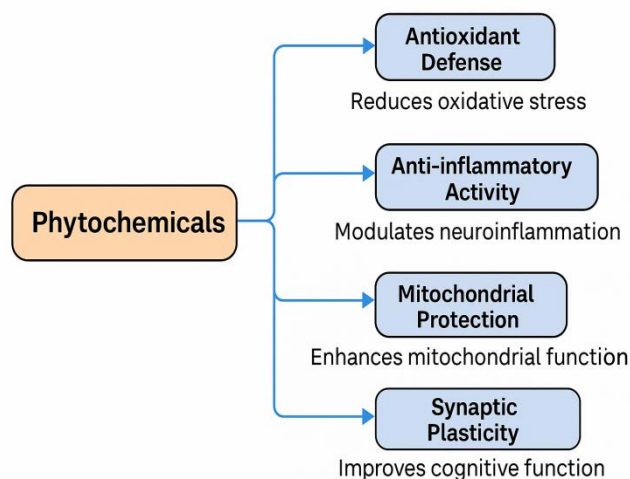 Antioxidant
Defense
Reduces oxidative stress
Anti-inflammatory
Activity
Modulates neuroinflammation
Phytochemicals
Mitochondrial
Protection
Enhances mitochondrial function
Synaptic
Plasticity
Improves cognitive function